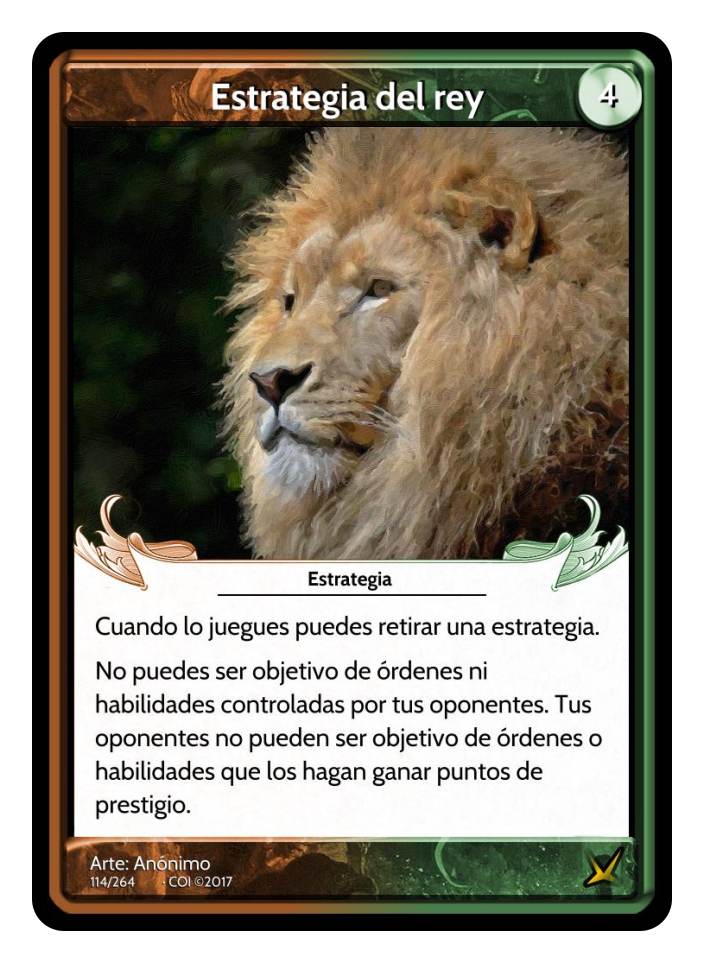 Estrategia del rey
4
Estrategia
Cuando lo juegues puedes retirar una estrategia.
No puedes ser objetivo de órdenes ni
habilidades controladas por tus oponentes. Tus
oponentes no pueden ser objetivo de órdenes o
habilidades que los hagan ganar puntos de
prestigio.
Arte: Anónimo
114/264 · COI ©2017